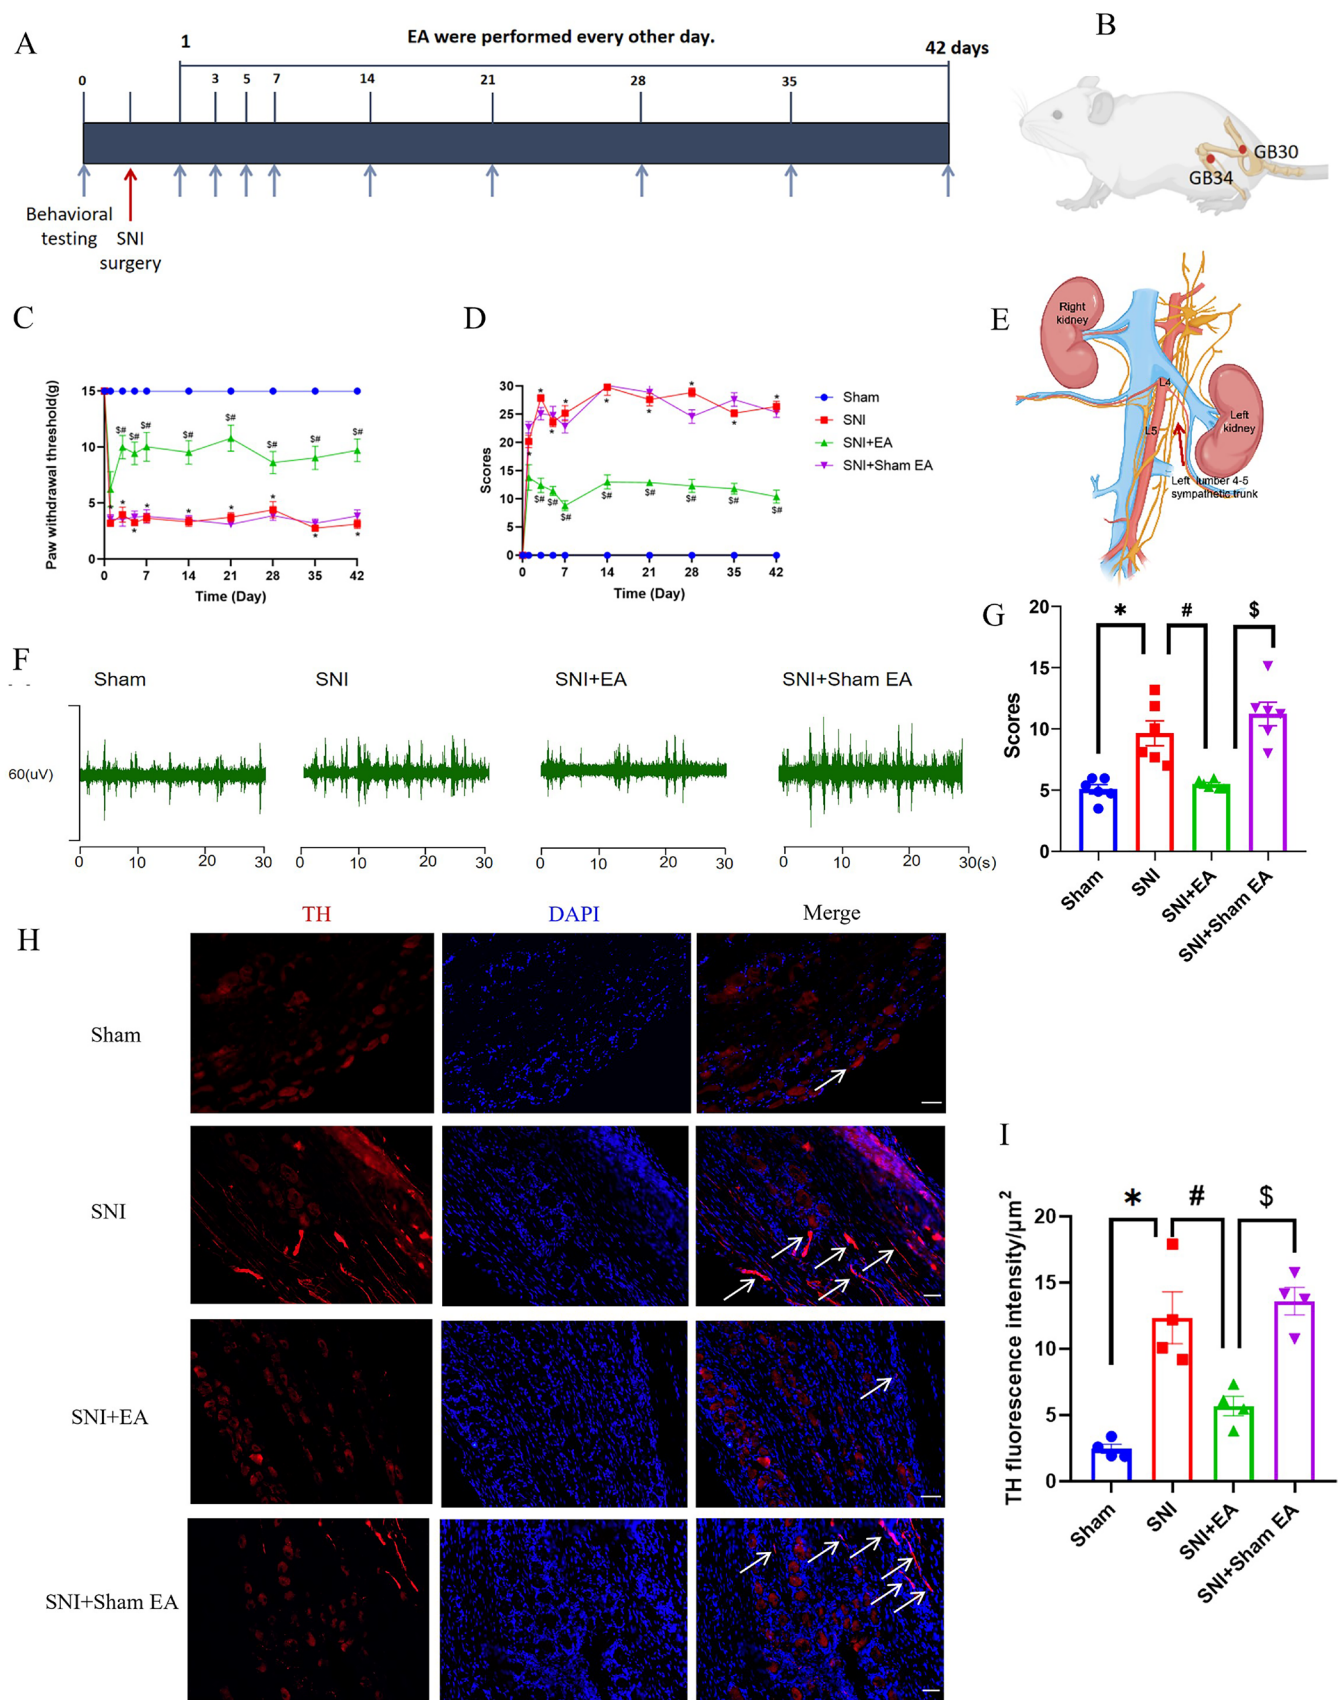 A
1
EA were performed every other day.
42 days
0
3
5
7
14
21
28
35
Behavioral
testing
SNI
surgery
B
GB30
GB34
C
Paw withdrawal threshold(g)
15
10
5
0
0
7
14
21
28
35
42
Time (Day)
*
$#
D
Scores
30
25
20
15
10
5
0
0
7
14
21
28
35
42
Time (Day)
*
$#
Sham
SNI
SNI+EA
SNI+Sham EA
E
Right
kidney
L4
L5
Left
kidney
Left lumber 4-5
sympathetic trunk
F
Sham
SNI
SNI+EA
SNI+Sham EA
60(uV)
0
10
20
30
0
10
20
30
0
10
20
30
0
10
20
30(s)
G
Scores
20
15
10
5
0
*
#
$
Sham
SNI
SNI+EA
SNI+Sham EA
H
TH
DAPI
Merge
Sham
SNI
SNI+EA
SNI+Sham EA
I
TH fluorescence intensity/μm²
20
15
10
5
0
*
#
$
Sham
SNI
SNI+EA
SNI+Sham EA